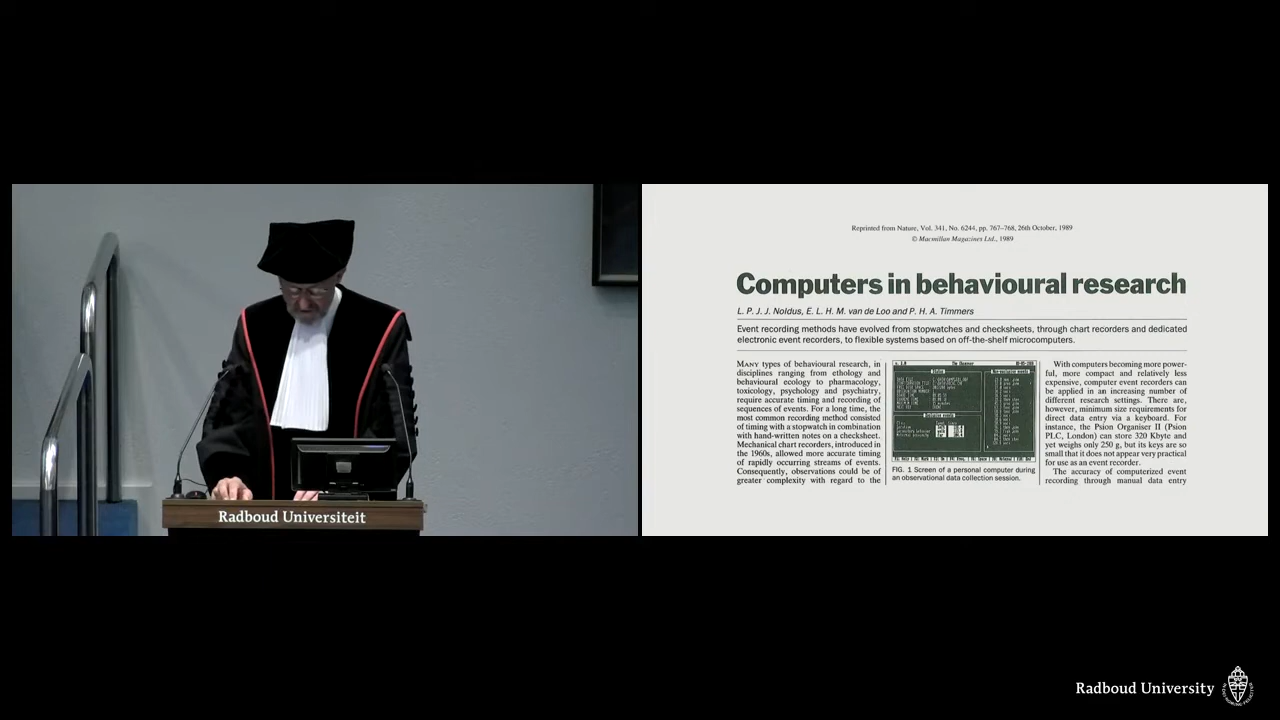 Reprinted from Nature, Vol. 341, No. 6244, pp. 767–768, 26th October, 1989
© Macmillan Magazines Ltd., 1989
Computers in behavioural research
L. P. J. J. Noldus, E. L. H. M. van de Loo and P. H. A. Timmers
Event recording methods have evolved from stopwatches and checksheets, through chart recorders and dedicated
electronic event recorders, to flexible systems based on off-the-shelf microcomputers.
MANY types of behavioural research, in
disciplines ranging from ethology and
behavioural ecology to pharmacology,
toxicology, psychology and psychiatry,
require accurate timing and recording of
sequences of events. For a long time, the
most common recording method consisted
of timing with a stopwatch in combination
with hand-written notes on a checksheet.
Mechanical chart recorders, introduced in
the 1960s, allowed more accurate timing
of rapidly occurring streams of events.
Consequently, observations could be of
greater complexity with regard to the
The Observer
FIG. 1 Screen of a personal computer during
an observational data collection session.
With computers becoming more power-
ful, more compact and relatively less
expensive, computer event recorders can
be applied in an increasing number of
different research settings. There are,
however, minimum size requirements for
direct data entry via a keyboard. For
instance, the Psion Organiser II (Psion
PLC, London) can store 320 Kbyte and
yet weighs only 250 g, but its keys are so
small that it does not appear very practical
for use as an event recorder.
The accuracy of computerized event
recording through manual data entry
Radboud Universiteit
Radboud University